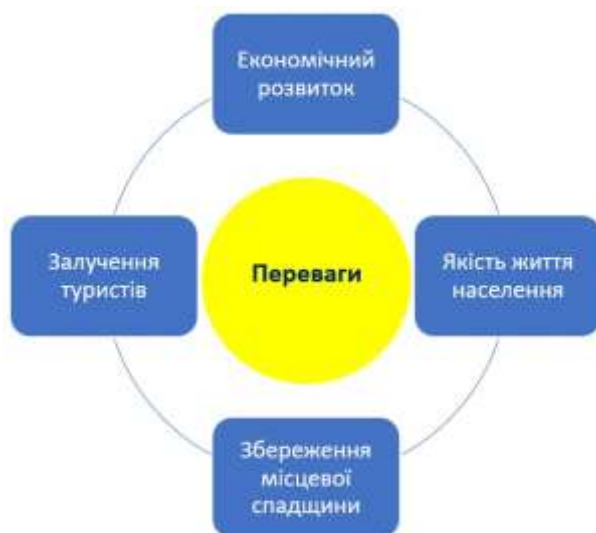 Економічний
розвиток
Залучення
туристів
Переваги
Якість життя
населення
Збереження
місцевої
спадщини